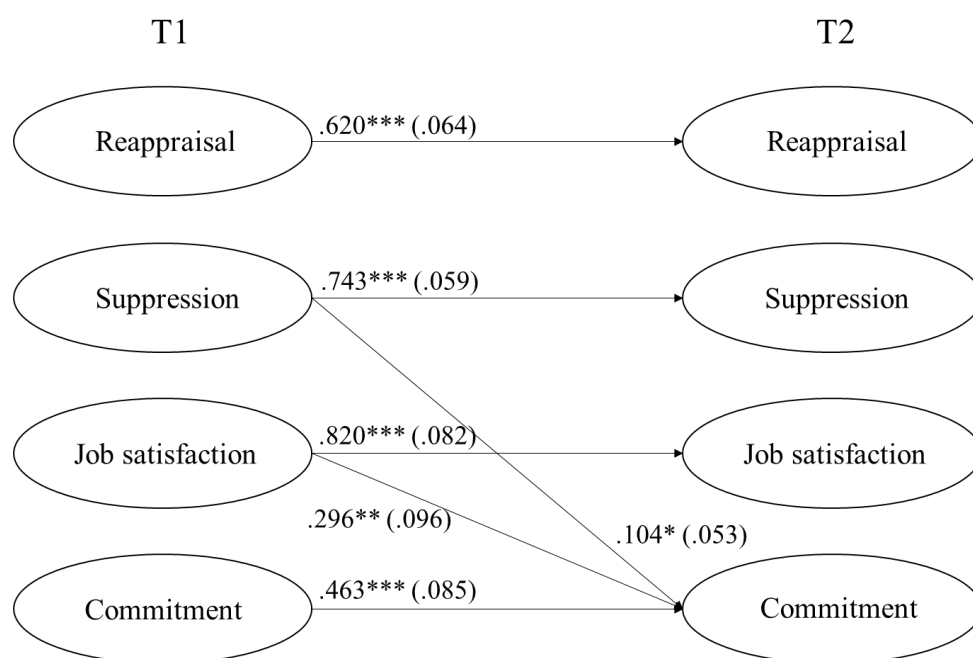 T1 T2
.620*** (.064)
Reappraisal Reappraisal
.743*** (.059)
Suppression Suppression
.820*** (.082)
Job satisfaction Job satisfaction
.296** (.096) .104* (.053)
.463*** (.085)
Commitment Commitment